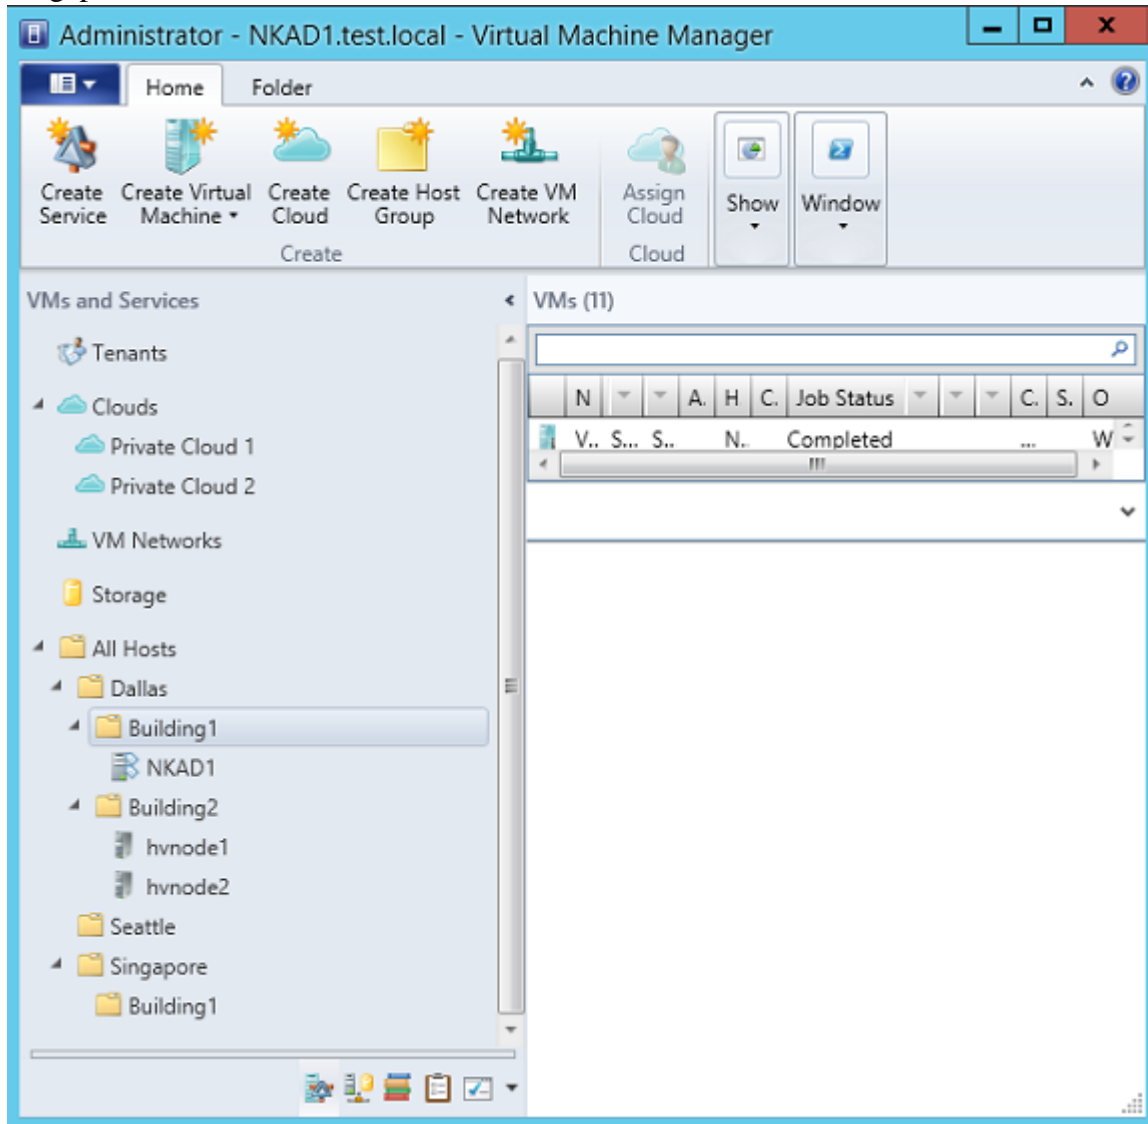 Administrator - NKAD1.test.local - Virtual Machine Manager
Home Folder
Create Service Create Virtual Machine Create Cloud Create Host Group Create VM Network Assign Cloud Show Window
Create Cloud
VMs and Services
VMs (11)
Tenants
Clouds
Private Cloud 1
Private Cloud 2
VM Networks
Storage
All Hosts
Dallas
Building1
NKAD1
Building2
hvnode1
hvnode2
Seattle
Singapore
Building1
N A. H C. Job Status C. S. O
V.. S... S.. N.. Completed ... W